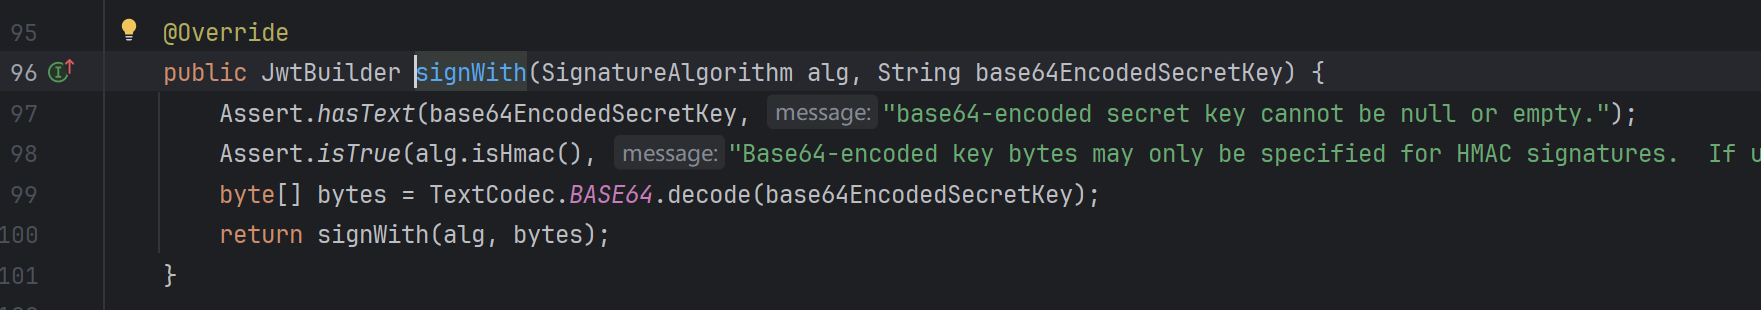 95 @Override
96 public JwtBuilder signWith(SignatureAlgorithm alg, String base64EncodedSecretKey) {
97 Assert.hasText(base64EncodedSecretKey, message: "base64-encoded secret key cannot be null or empty.");
98 Assert.isTrue(alg.isHmac(), message: "Base64-encoded key bytes may only be specified for HMAC signatures.  If u
99 byte[] bytes = TextCodec.BASE64.decode(base64EncodedSecretKey);
100 return signWith(alg, bytes);
101 }